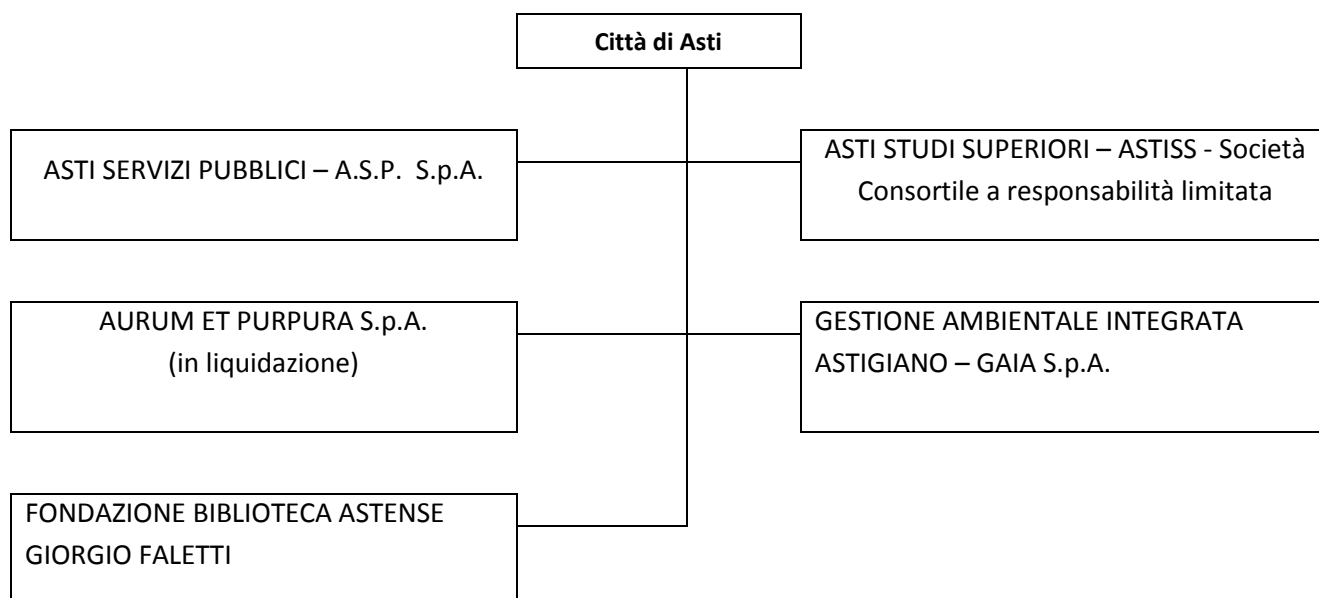 Città di Asti
ASTI SERVIZI PUBBLICI – A.S.P. S.p.A.
ASTI STUDI SUPERIORI – ASTISS - Società
Consortile a responsabilità limitata
AURUM ET PURPURA S.p.A.
(in liquidazione)
GESTIONE AMBIENTALE INTEGRATA
ASTIGIANO – GAIA S.p.A.
FONDAZIONE BIBLIOTECA ASTENSE
GIORGIO FALETTI